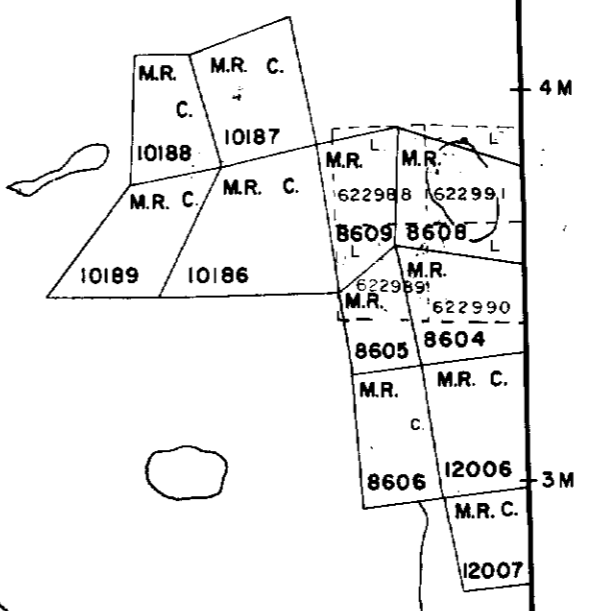 M.R. C.
4 M
M.R.
C.
10187
10188
L
L
M.R.
M.R.
M.R. C.
M.R. C.
622988
622991
8609
8608
L
L
M.R.
10189
10186
622989
M.R.
622990
8605
8604
M.R.
M.R. C.
C.
12006
8606
3 M
M.R. C.
12007